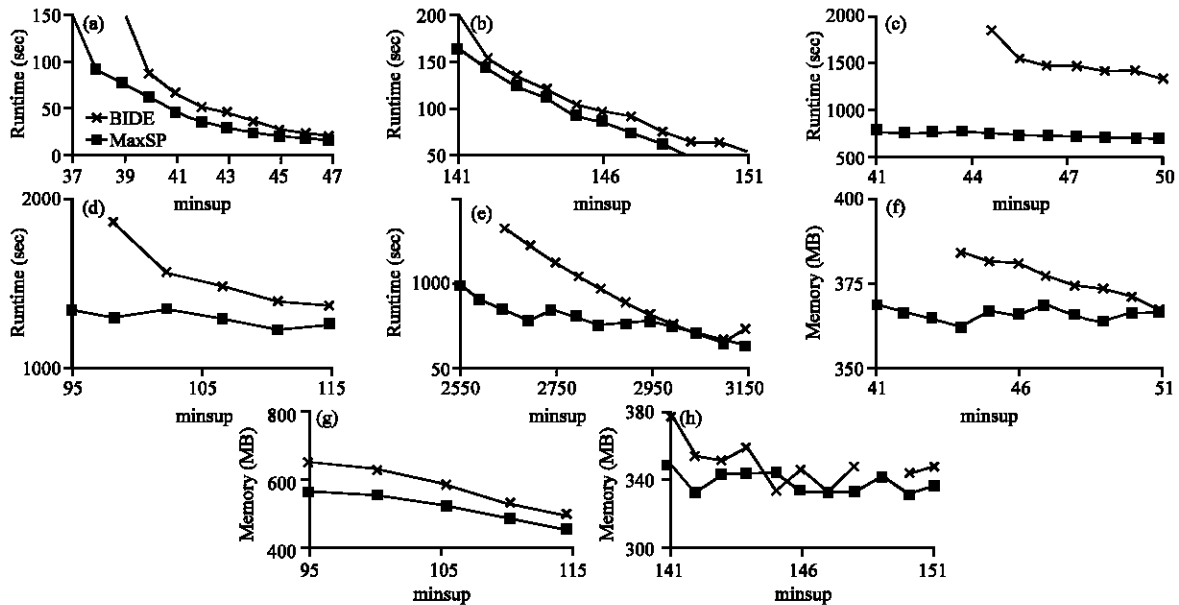 (a)
Runtime (sec)
150
100
50
0
BIDE
MaxSP
37 39 41 43 45 47
minsup
(b)
Runtime (sec)
200
150
100
50
141 146 151
minsup
(c)
Runtime (sec)
2000
1500
1000
500
41 44 47 50
minsup
(d)
Runtime (sec)
2000
1000
95 105 115
minsup
(e)
Runtime (sec)
1000
50
2550 2750 2950 3150
minsup
(f)
Memory (MB)
400
375
350
41 46 51
minsup
(g)
Memory (MB)
800
600
400
95 105 115
minsup
(h)
Memory (MB)
380
340
300
141 146 151
minsup